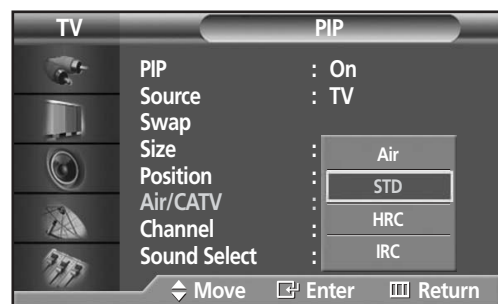 TV PIP
PIP : On
Source : TV
Swap
Size :
Position :
Air/CATV :
Channel :
Sound Select :
Air
STD
HRC
IRC
Move Enter Return